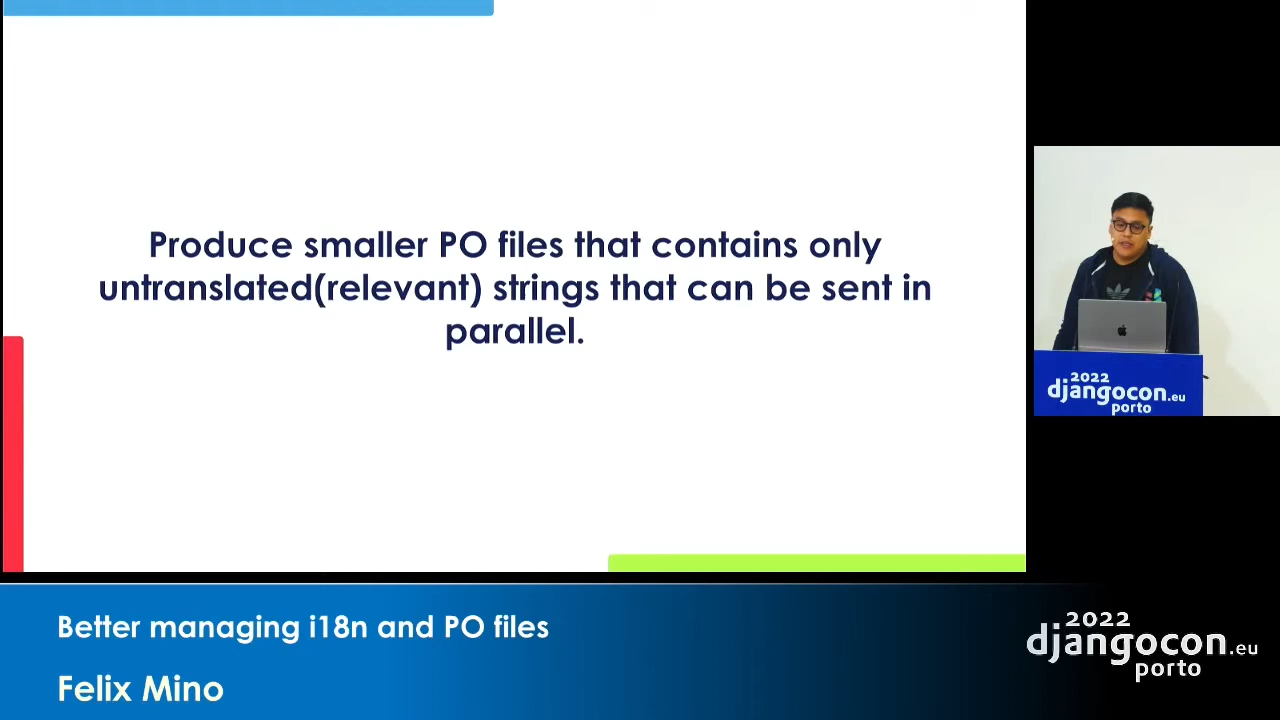 Produce smaller PO files that contains only
untranslated(relevant) strings that can be sent in
parallel.
2022
djangocon.eu
porto
Better managing i18n and PO files
Felix Mino
2022
djangocon.eu
porto